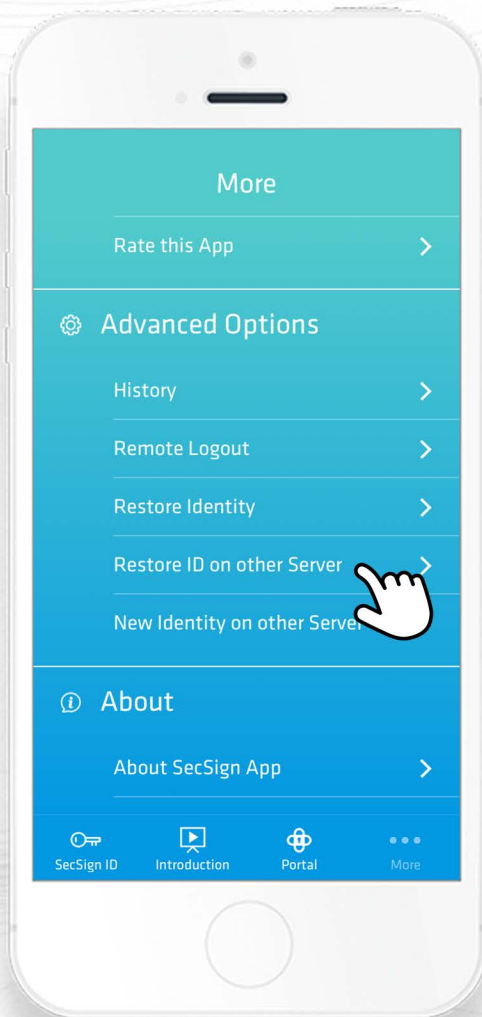 More
Rate this App
Advanced Options
History
Remote Logout
Restore Identity
Restore ID on other Server
New Identity on other Server
About
About SecSign App
SecSign ID
Introduction
Portal
More